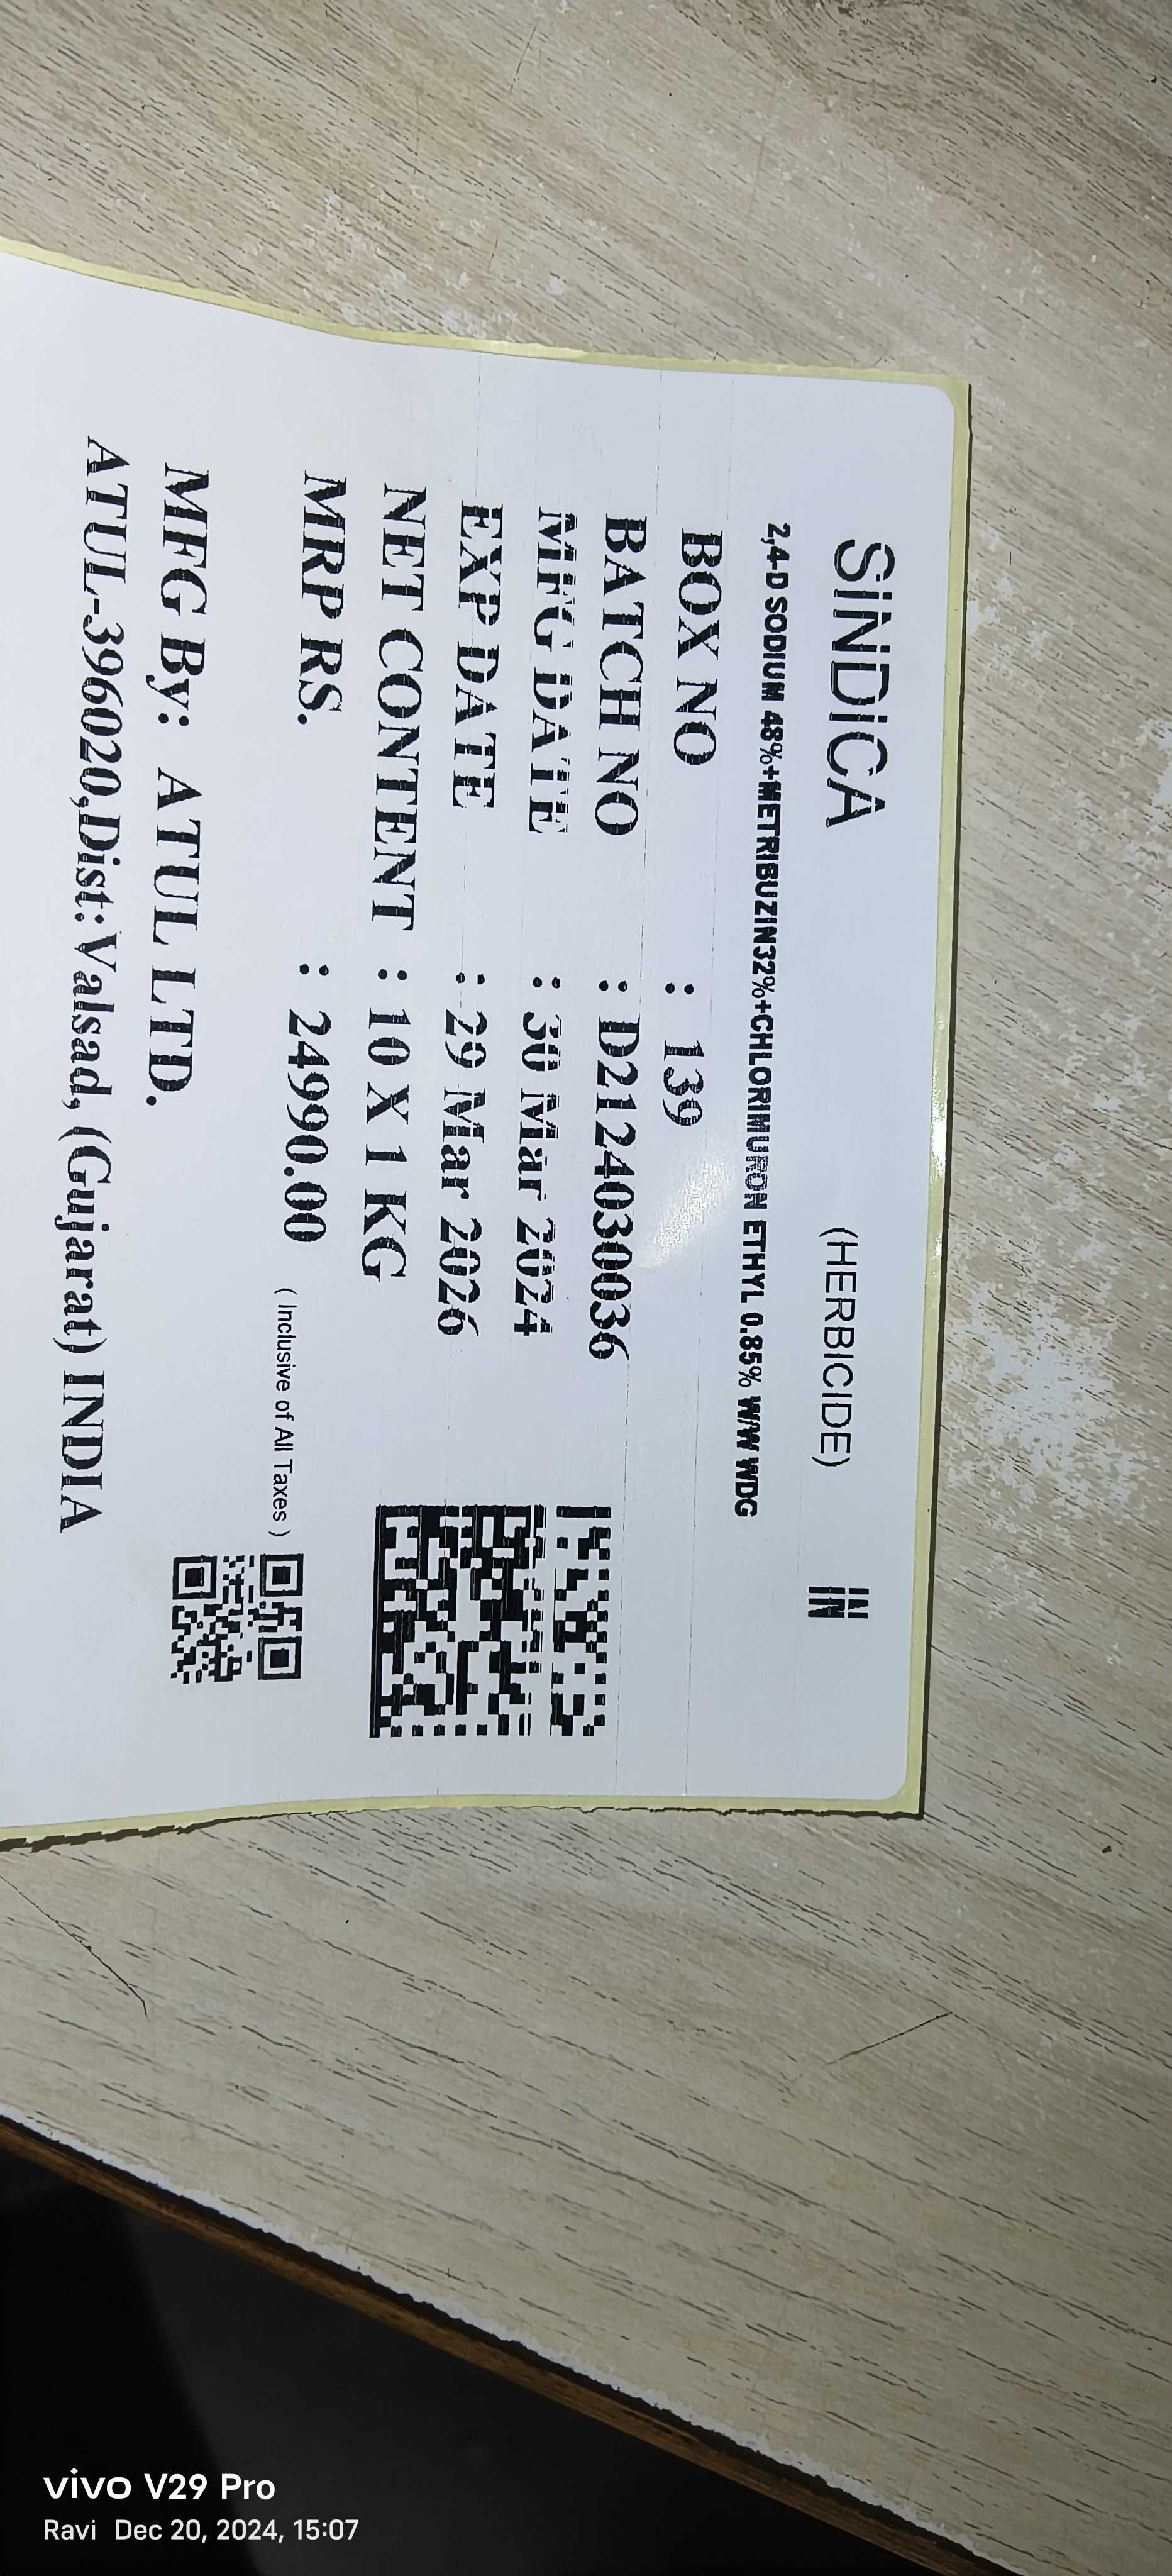 SiNDiCA (HERBICIDE) IN
2,4-D SODIUM 48%+METRIBUZIN32%+CHLORIMURON ETHYL 0.85% W/W WDG
BOX NO : 139
BATCH NO : D2124030036
MFG DATE : 30 Mar 2024
EXP DATE : 29 Mar 2026
NET CONTENT : 10 X 1 KG
MRP RS. : 24990.00 ( Inclusive of All Taxes )
MFG By: ATUL LTD.
ATUL-396020,Dist:Valsad, (Gujarat) INDIA
vivo V29 Pro
Ravi Dec 20, 2024, 15:07